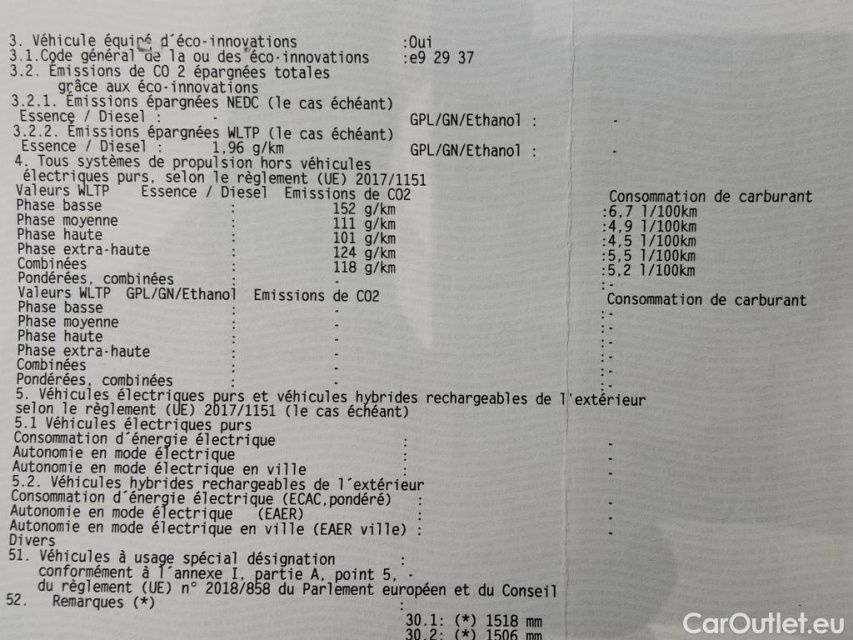 3. Véhicule équipé d'éco-innovations :Oui
3.1.Code général de la ou des éco-innovations :e9 29 37
3.2. Émissions de CO 2 épargnées totales
grâce aux éco-innovations
3.2.1. Émissions épargnées NEDC (le cas échéant)
Essence / Diesel : - GPL/GN/Ethanol : -
3.2.2. Émissions épargnées WLTP (le cas échéant)
Essence / Diesel : 1,96 g/km GPL/GN/Ethanol : -
4. Tous systèmes de propulsion hors véhicules
électriques purs, selon le règlement (UE) 2017/1151
Valeurs WLTP Essence / Diesel Emissions de CO2 Consommation de carburant
Phase basse : 152 g/km :6,7 l/100km
Phase moyenne : 111 g/km :4,9 l/100km
Phase haute : 101 g/km :4,5 l/100km
Phase extra-haute : 124 g/km :5,5 l/100km
Combinées : 118 g/km :5,2 l/100km
Pondérées, combinées : - :-
Valeurs WLTP GPL/GN/Ethanol Emissions de CO2 Consommation de carburant
Phase basse : - :-
Phase moyenne : - :-
Phase haute : - :-
Phase extra-haute : - :-
Combinées : - :-
Pondérées, combinées : - :-
5. Véhicules électriques purs et véhicules hybrides rechargeables de l'extérieur
selon le règlement (UE) 2017/1151 (le cas échéant)
5.1 Véhicules électriques purs
Consommation d'énergie électrique : -
Autonomie en mode électrique : -
Autonomie en mode électrique en ville : -
5.2. Véhicules hybrides rechargeables de l'extérieur
Consommation d'énergie électrique (ECAC,pondéré) : -
Autonomie en mode électrique (EAER) : -
Autonomie en mode électrique en ville (EAER ville) : -
Divers
51. Véhicules à usage spécial désignation :
conformément à l'annexe I, partie A, point 5, -
du règlement (UE) n° 2018/858 du Parlement européen et du Conseil
52. Remarques (*) :
30.1: (*) 1518 mm
30.2: (*) 1506 mm
CarOutlet.eu